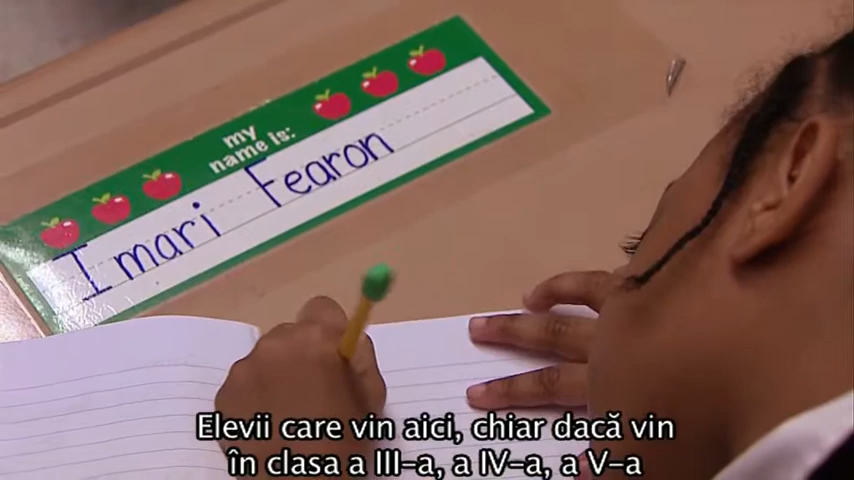 my
name is:
Imari Fearon
Elevii care vin aici, chiar dacă vin
în clasa a III-a, a IV-a, a V-a